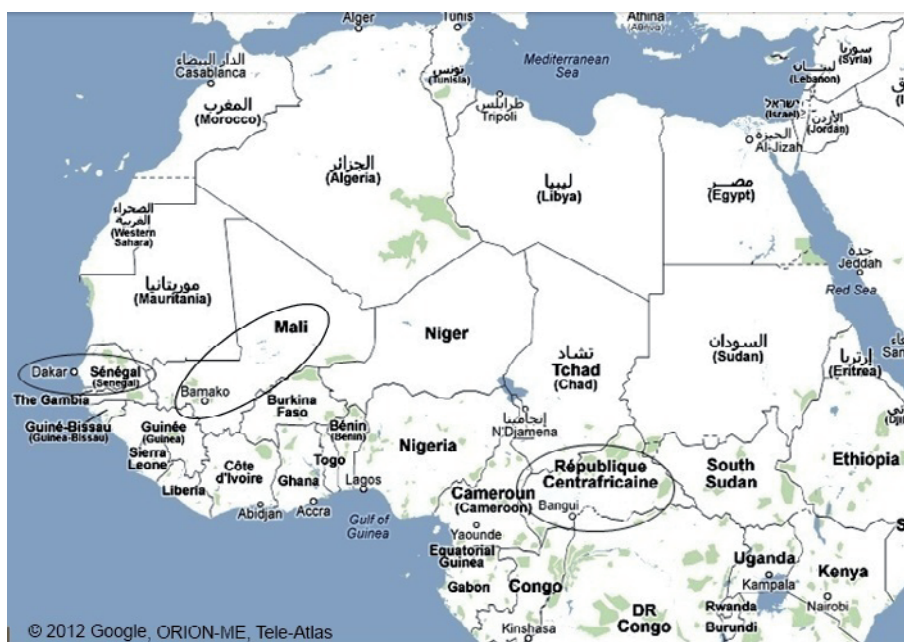 Alger
Tunis
Athina
(Αθήνα)
Mediterranean
Sea
الدار البيضاء
Casablanca
تونس
(Tunisia)
سوريا
(Syria)
لبنان
(Lebanon)
المغرب
(Morocco)
طرابلس
Tripoli
ישראל
(Israel)
الأردن
(Jordan)
الجيزة
Al-Jizah
الجزائر
(Algeria)
ليبيا
(Libya)
مصر
(Egypt)
الصحراء
الغربية
(Western
Sahara)
جدة
Jeddah
Red Sea
موريتانيا
(Mauritania)
Mali
Niger
تشاد
Tchad
(Chad)
السودان
(Sudan)
إرتريا
(Eritrea)
Dakar
Sénégal
(Senegal)
Bamako
The Gambia
Burkina
Faso
إنجامينا
N'Djamena
Guiné-Bissau
(Guinea-Bissau)
Guinée
(Guinea)
Bénin
(Benin)
Nigeria
Sierra
Leone
Côte
d'Ivoire
Ghana
Togo
Liberia
Lagos
Abidjan
Accra
République
Centrafricaine
Bangui
South
Sudan
Ethiopia
Cameroun
(Cameroon)
Gulf of
Guinea
Yaounde
Equatorial
Guinea
Gabon
Congo
Uganda
Kampala
Kenya
Nairobi
DR
Congo
Rwanda
Burundi
Kinshasa
© 2012 Google, ORION-ME, Tele-Atlas